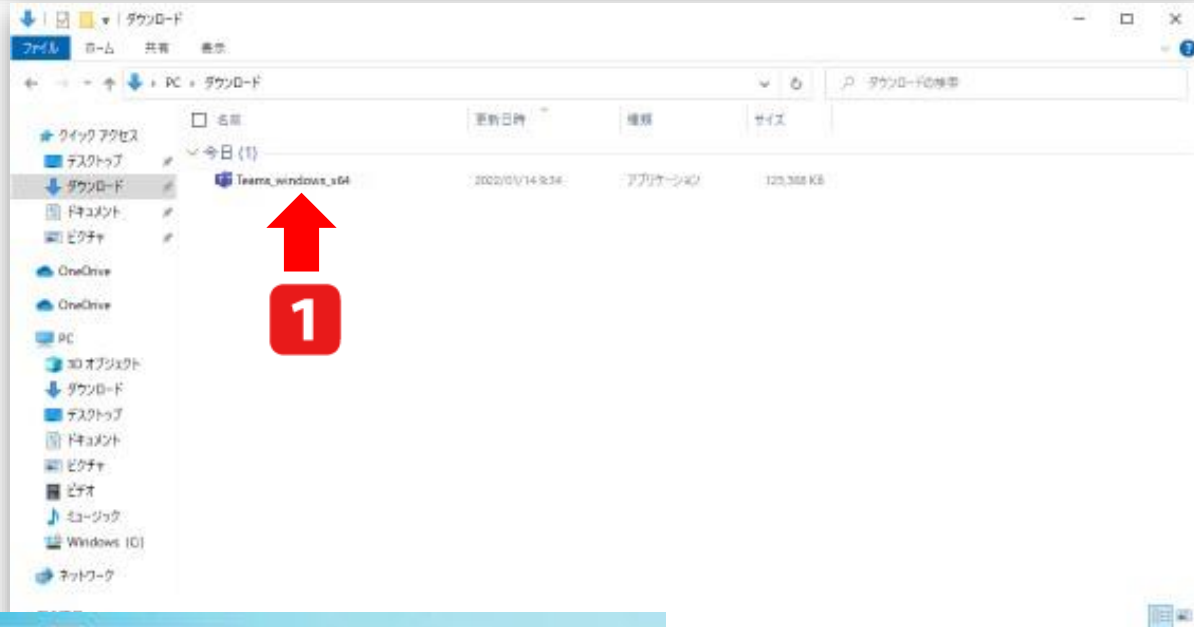 ダウンロード
ファイル ホーム 共有 表示
PC › ダウンロード ダウンロードの検索
名前 更新日時 種類 サイズ
クイック アクセス
今日 (1)
デスクトップ
ダウンロード Teams_windows_x64 2022/01/14 9:34 アプリケーション
ドキュメント
ピクチャ
OneDrive
OneDrive
1
PC
3D オブジェクト
ダウンロード
デスクトップ
ドキュメント
ピクチャ
ビデオ
ミュージック
Windows (C)
ネットワーク